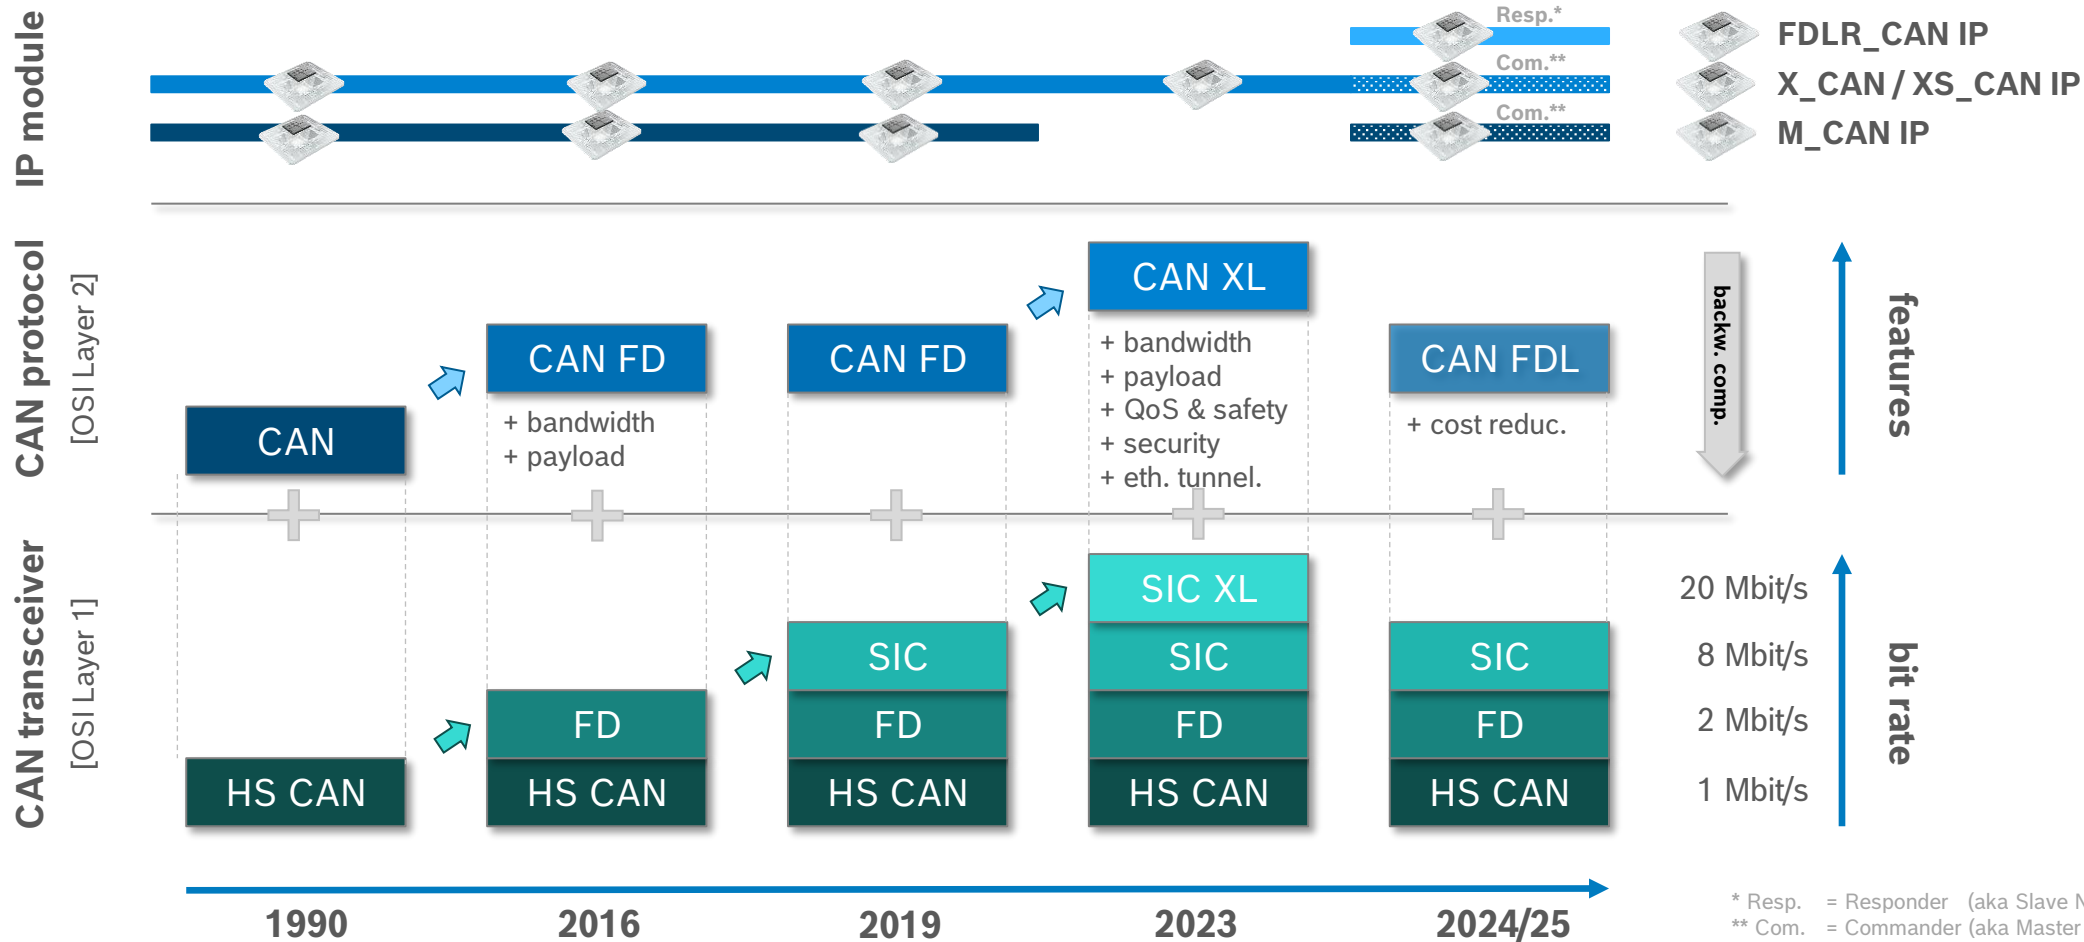 IP module
Resp.*
Com.**
Com.**
FDLR_CAN IP
X_CAN / XS_CAN IP
M_CAN IP
CAN protocol
[OSI Layer 2]
CAN
CAN FD
+ bandwidth
+ payload
CAN FD
CAN XL
+ bandwidth
+ payload
+ QoS & safety
+ security
+ eth. tunnel.
CAN FDL
+ cost reduc.
backw. comp.
features
CAN transceiver
[OSI Layer 1]
HS CAN
FD
HS CAN
SIC
FD
HS CAN
SIC XL
SIC
FD
HS CAN
SIC
FD
HS CAN
20 Mbit/s
8 Mbit/s
2 Mbit/s
1 Mbit/s
bit rate
1990
2016
2019
2023
2024/25
* Resp. = Responder (aka Slave
** Com. = Commander (aka Master